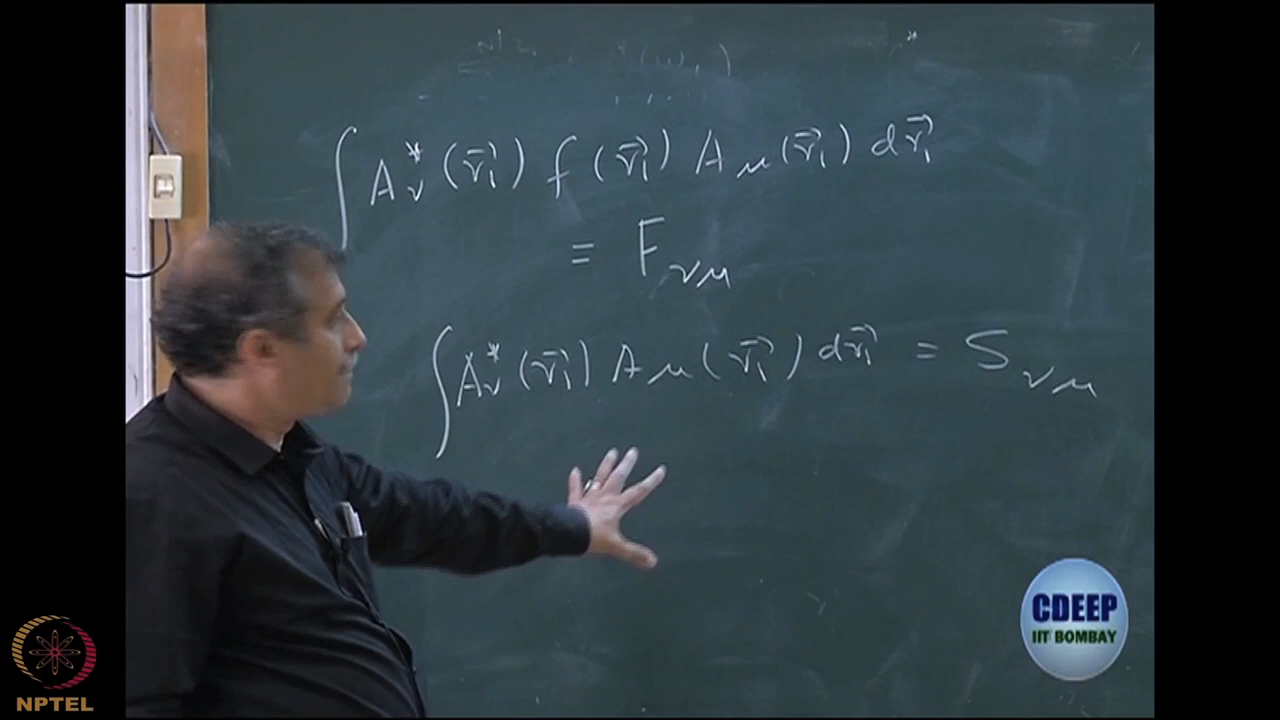 ∫ A*ν (r⃗₁) f (r⃗₁) Aμ (r⃗₁) dr⃗₁
= Fνμ
∫ A*ν (r⃗₁) Aμ (r⃗₁) dr⃗₁ = Sνμ
CDEEP
IIT BOMBAY
NPTEL